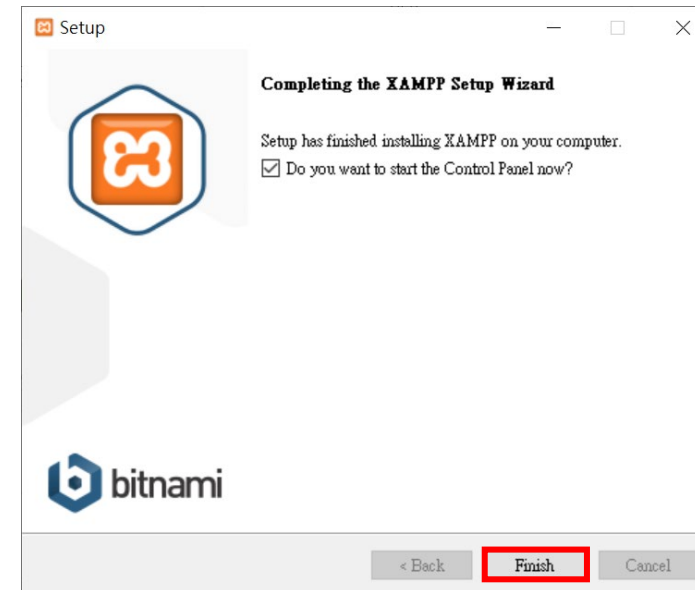 Setup
Completing the XAMPP Setup Wizard
Setup has finished installing XAMPP on your computer.
Do you want to start the Control Panel now?
bitnami
< Back
Finish
Cancel